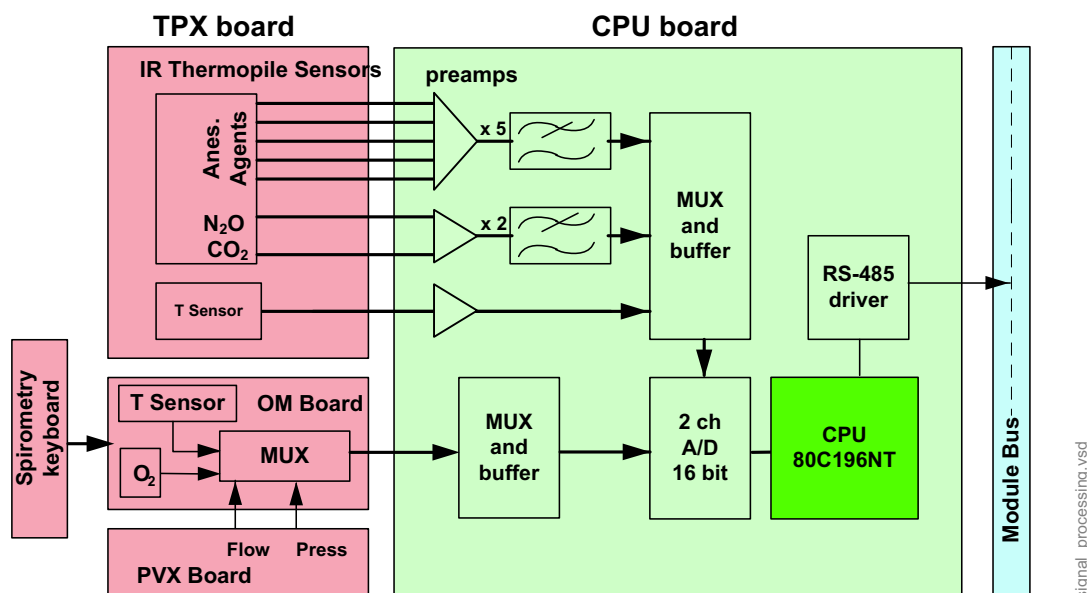 TPX board
CPU board
IR Thermopile Sensors
preamps
Anes.
Agents
x 5
N₂O
CO₂
x 2
MUX
and
buffer
RS-485
driver
T Sensor
Spirometry
keyboard
T Sensor
OM Board
O₂
MUX
MUX
and
buffer
2 ch
A/D
16 bit
CPU
80C196NT
Flow
Press
PVX Board
Module Bus
signal_processing.vsd